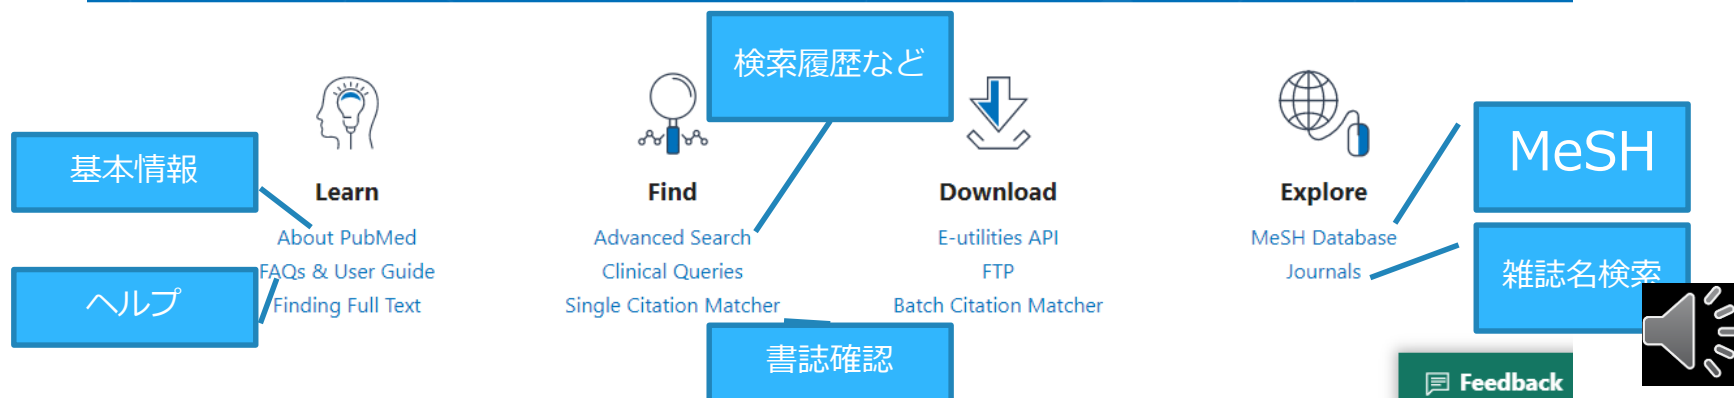 検索履歴など
基本情報
MeSH
Learn
Find
Download
Explore
About PubMed
Advanced Search
E-utilities API
MeSH Database
FAQs & User Guide
Clinical Queries
FTP
Journals
雑誌名検索
ヘルプ
Finding Full Text
Single Citation Matcher
Batch Citation Matcher
書誌確認
Feedback